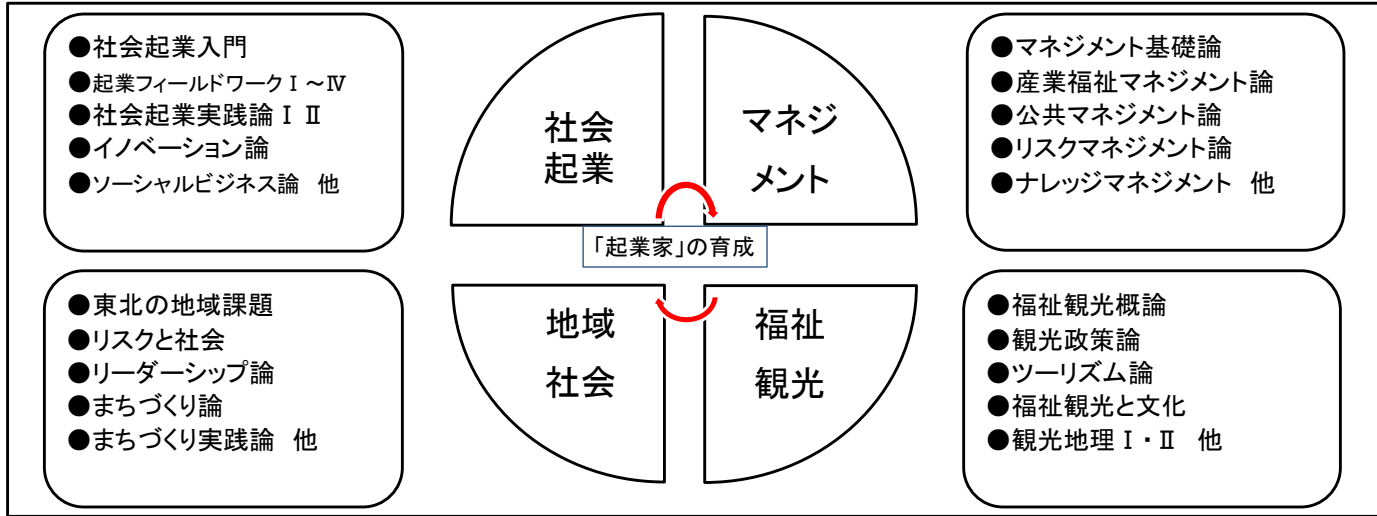 ●社会起業入門
●起業フィールドワークⅠ～Ⅳ
●社会起業実践論ⅠⅡ
●イノベーション論
●ソーシャルビジネス論 他
社会
起業
マネジ
メント
●マネジメント基礎論
●産業福祉マネジメント論
●公共マネジメント論
●リスクマネジメント論
●ナレッジマネジメント 他
「起業家」の育成
●東北の地域課題
●リスクと社会
●リーダーシップ論
●まちづくり論
●まちづくり実践論 他
地域
社会
福祉
観光
●福祉観光概論
●観光政策論
●ツーリズム論
●福祉観光と文化
●観光地理Ⅰ・Ⅱ 他